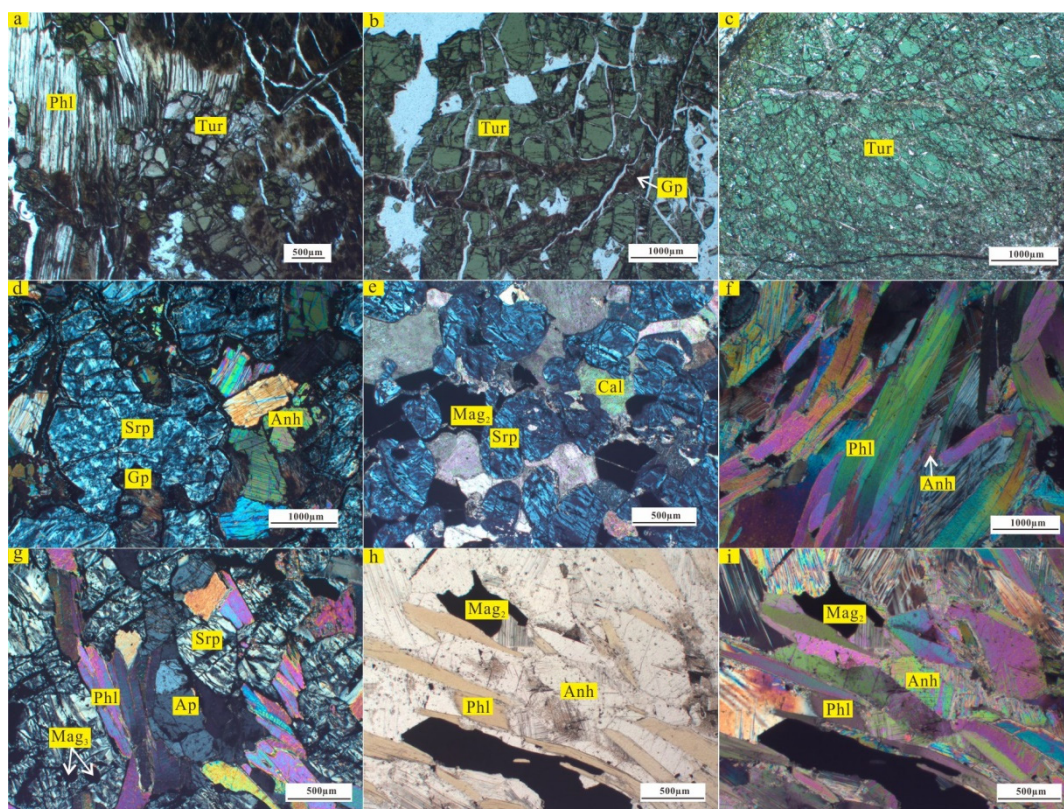 a
Phl
Tur
500μm
b
Tur
Gp
1000μm
c
Tur
1000μm
d
Srp
Anh
Gp
1000μm
e
Cal
Mag2
Srp
500μm
f
Phl
Anh
1000μm
g
Srp
Phl
Ap
Mag3
500μm
h
Mag2
Phl
Anh
500μm
i
Mag2
Anh
Phl
500μm